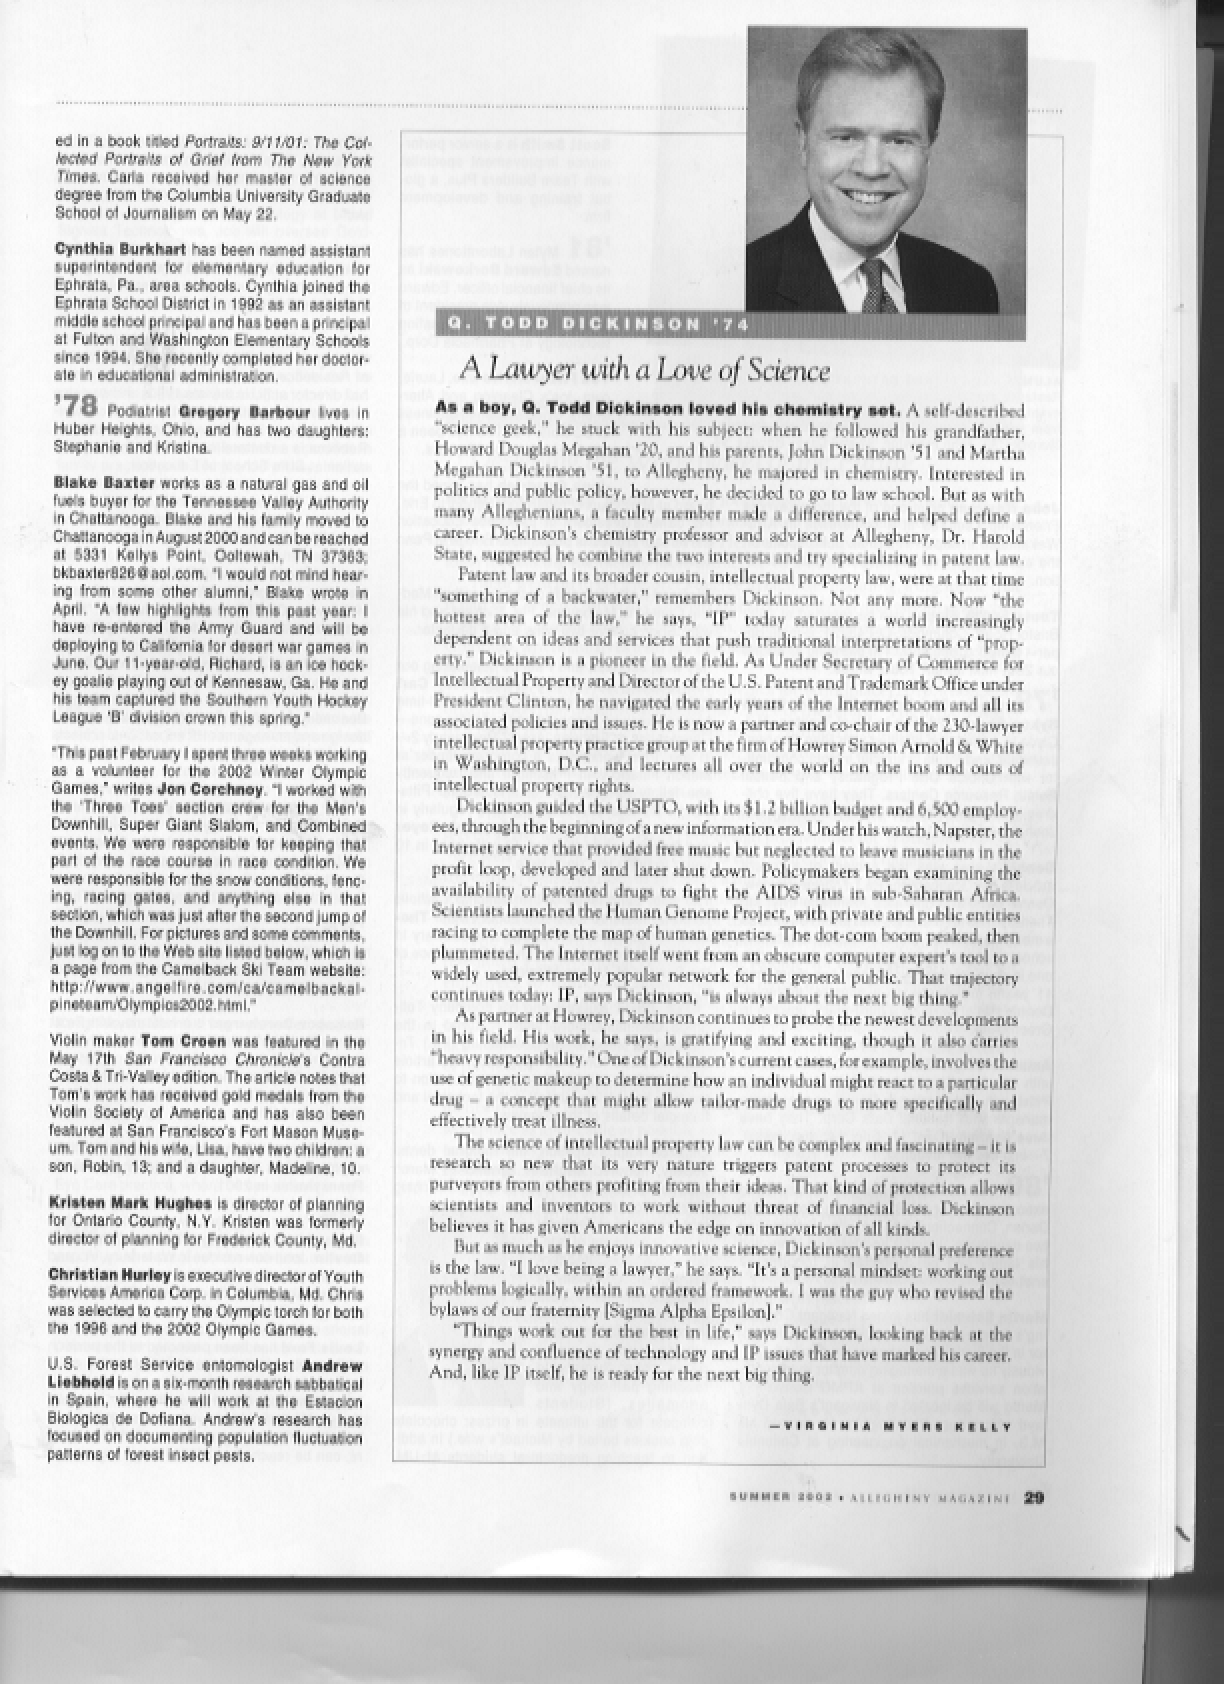 ed in a book titled Portraits: 9/11/01: The Col-
lected Portraits of Grief from The New York
Times. Carla received her master of science
degree from the Columbia University Graduate
School of Journalism on May 22.
Cynthia Burkhart has been named assistant
superintendent for elementary education for
Ephrata, Pa., area schools. Cynthia joined the
Ephrata School District in 1992 as an assistant
middle school principal and has been a principal
at Fulton and Washington Elementary Schools
since 1994. She recently completed her doctor-
ate in educational administration.
'78 Podiatrist Gregory Barbour lives in
Huber Heights, Ohio, and has two daughters:
Stephanie and Kristina.
Blake Baxter works as a natural gas and oil
fuels buyer for the Tennessee Valley Authority
in Chattanooga. Blake and his family moved to
Chattanooga in August 2000 and can be reached
at 5331 Kellys Point, Ooltewah, TN 37363;
bkbaxter826@aol.com. "I would not mind hear-
ing from some other alumni," Blake wrote in
April. "A few highlights from this past year: I
have re-entered the Army Guard and will be
deploying to California for desert war games in
June. Our 11-year-old, Richard, is an ice hock-
ey goalie playing out of Kennesaw, Ga. He and
his team captured the Southern Youth Hockey
League 'B' division crown this spring."
"This past February I spent three weeks working
as a volunteer for the 2002 Winter Olympic
Games," writes Jon Corchnoy. "I worked with
the 'Three Toes' section crew for the Men's
Downhill, Super Giant Slalom, and Combined
events. We were responsible for keeping that
part of the race course in race condition. We
were responsible for the snow conditions, fenc-
ing, racing gates, and anything else in that
section, which was just after the second jump of
the Downhill. For pictures and some comments,
just log on to the Web site listed below, which is
a page from the Camelback Ski Team website:
http://www.angelfire.com/ca/camelbackal-
pineteam/Olympics2002.html."
Violin maker Tom Croen was featured in the
May 17th San Francisco Chronicle's Contra
Costa & Tri-Valley edition. The article notes that
Tom's work has received gold medals from the
Violin Society of America and has also been
featured at San Francisco's Fort Mason Muse-
um. Tom and his wife, Lisa, have two children: a
son, Robin, 13; and a daughter, Madeline, 10.
Kristen Mark Hughes is director of planning
for Ontario County, N.Y. Kristen was formerly
director of planning for Frederick County, Md.
Christian Hurley is executive director of Youth
Services America Corp. in Columbia, Md. Chris
was selected to carry the Olympic torch for both
the 1996 and the 2002 Olympic Games.
U.S. Forest Service entomologist Andrew
Liebhold is on a six-month research sabbatical
in Spain, where he will work at the Estacion
Biologica de Doñana. Andrew's research has
focused on documenting population fluctuation
patterns of forest insect pests.
Q. TODD DICKINSON '74
A Lawyer with a Love of Science
As a boy, Q. Todd Dickinson loved his chemistry set. A self-described
"science geek," he stuck with his subject: when he followed his grandfather,
Howard Douglas Megahan '20, and his parents, John Dickinson '51 and Martha
Megahan Dickinson '51, to Allegheny, he majored in chemistry. Interested in
politics and public policy, however, he decided to go to law school. But as with
many Alleghenians, a faculty member made a difference, and helped define a
career. Dickinson's chemistry professor and advisor at Allegheny, Dr. Harold
State, suggested he combine the two interests and try specializing in patent law.
Patent law and its broader cousin, intellectual property law, were at that time
"something of a backwater," remembers Dickinson. Not any more. Now "the
hottest area of the law," he says, "IP" today saturates a world increasingly
dependent on ideas and services that push traditional interpretations of "prop-
erty." Dickinson is a pioneer in the field. As Under Secretary of Commerce for
Intellectual Property and Director of the U.S. Patent and Trademark Office under
President Clinton, he navigated the early years of the Internet boom and all its
associated policies and issues. He is now a partner and co-chair of the 230-lawyer
intellectual property practice group at the firm of Howrey Simon Arnold & White
in Washington, D.C., and lectures all over the world on the ins and outs of
intellectual property rights.
Dickinson guided the USPTO, with its $1.2 billion budget and 6,500 employ-
ees, through the beginning of a new information era. Under his watch, Napster, the
Internet service that provided free music but neglected to leave musicians in the
profit loop, developed and later shut down. Policymakers began examining the
availability of patented drugs to fight the AIDS virus in sub-Saharan Africa.
Scientists launched the Human Genome Project, with private and public entities
racing to complete the map of human genetics. The dot-com boom peaked, then
plummeted. The Internet itself went from an obscure computer expert's tool to a
widely used, extremely popular network for the general public. That trajectory
continues today: IP, says Dickinson, "is always about the next big thing."
As partner at Howrey, Dickinson continues to probe the newest developments
in his field. His work, he says, is gratifying and exciting, though it also carries
"heavy responsibility." One of Dickinson's current cases, for example, involves the
use of genetic makeup to determine how an individual might react to a particular
drug – a concept that might allow tailor-made drugs to more specifically and
effectively treat illness.
The science of intellectual property law can be complex and fascinating – it is
research so new that its very nature triggers patent processes to protect its
purveyors from others profiting from their ideas. That kind of protection allows
scientists and inventors to work without threat of financial loss. Dickinson
believes it has given Americans the edge on innovation of all kinds.
But as much as he enjoys innovative science, Dickinson's personal preference
is the law. "I love being a lawyer," he says. "It's a personal mindset: working out
problems logically, within an ordered framework. I was the guy who revised the
bylaws of our fraternity [Sigma Alpha Epsilon]."
"Things work out for the best in life," says Dickinson, looking back at the
synergy and confluence of technology and IP issues that have marked his career.
And, like IP itself, he is ready for the next big thing.
—VIRGINIA MYERS KELLY
SUMMER 2002 • ALLEGHENY MAGAZINE 29